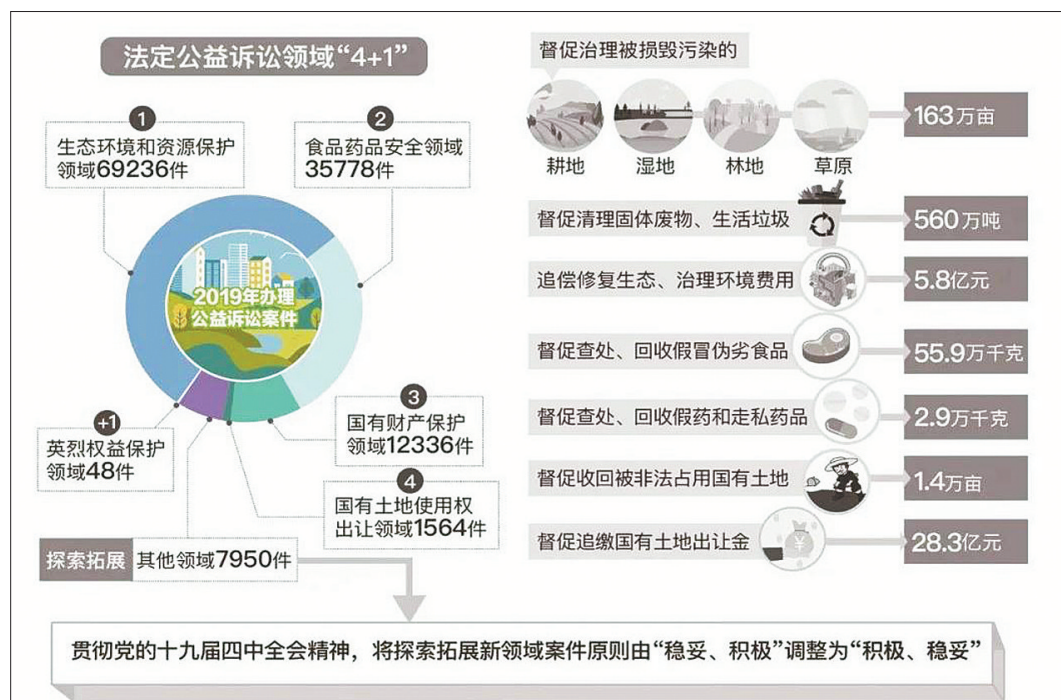 法定公益诉讼领域“4+1”
1
生态环境和资源保护
领域69236件
2
食品药品安全领域
35778件
2019年办理
公益诉讼案件
+1
英烈权益保护
领域48件
3
国有财产保护
领域12336件
4
国有土地使用权
出让领域1564件
探索拓展 其他领域7950件
督促治理被损毁污染的
耕地 湿地 林地 草原
163万亩
督促清理固体废物、生活垃圾 560万吨
追偿修复生态、治理环境费用 5.8亿元
督促查处、回收假冒伪劣食品 55.9万千克
督促查处、回收假药和走私药品 2.9万千克
督促收回被非法占用国有土地 1.4万亩
督促追缴国有土地出让金 ¥ 28.3亿元
贯彻党的十九届四中全会精神，将探索拓展新领域案件原则由“稳妥、积极”调整为“积极、稳妥”